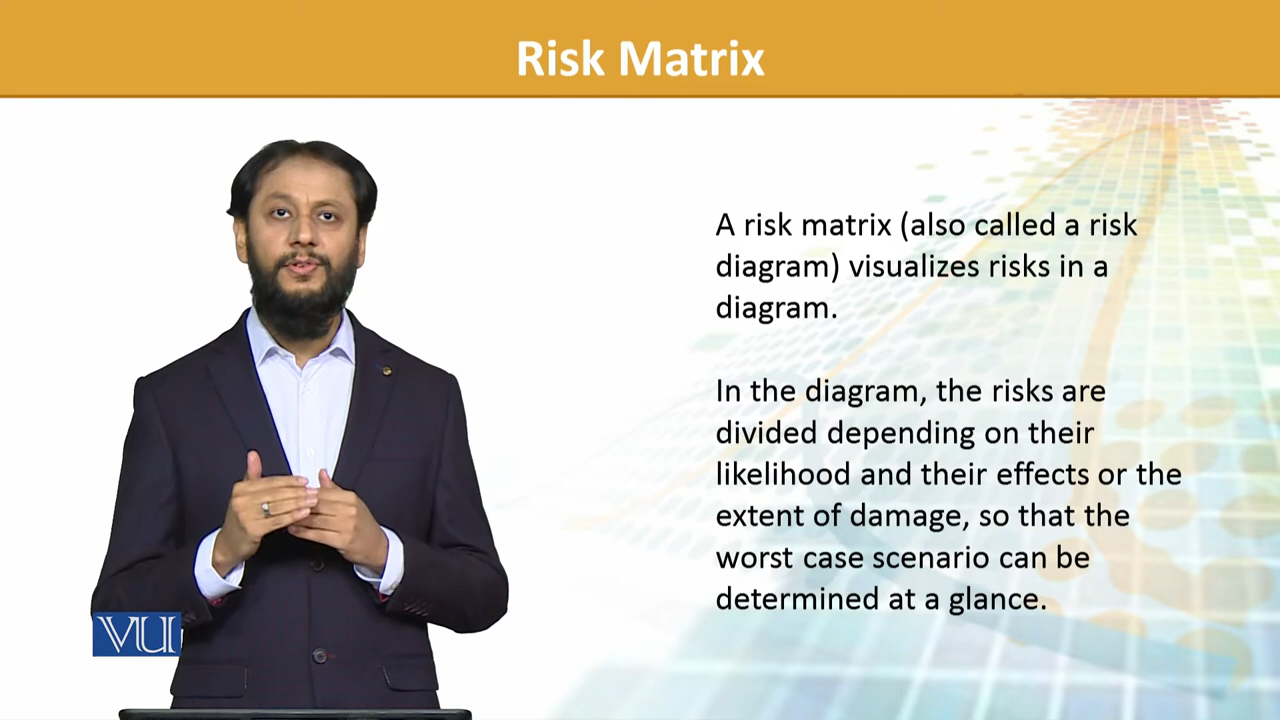 Risk Matrix
A risk matrix (also called a risk
diagram) visualizes risks in a
diagram.
In the diagram, the risks are
divided depending on their
likelihood and their effects or the
extent of damage, so that the
worst case scenario can be
determined at a glance.
VU